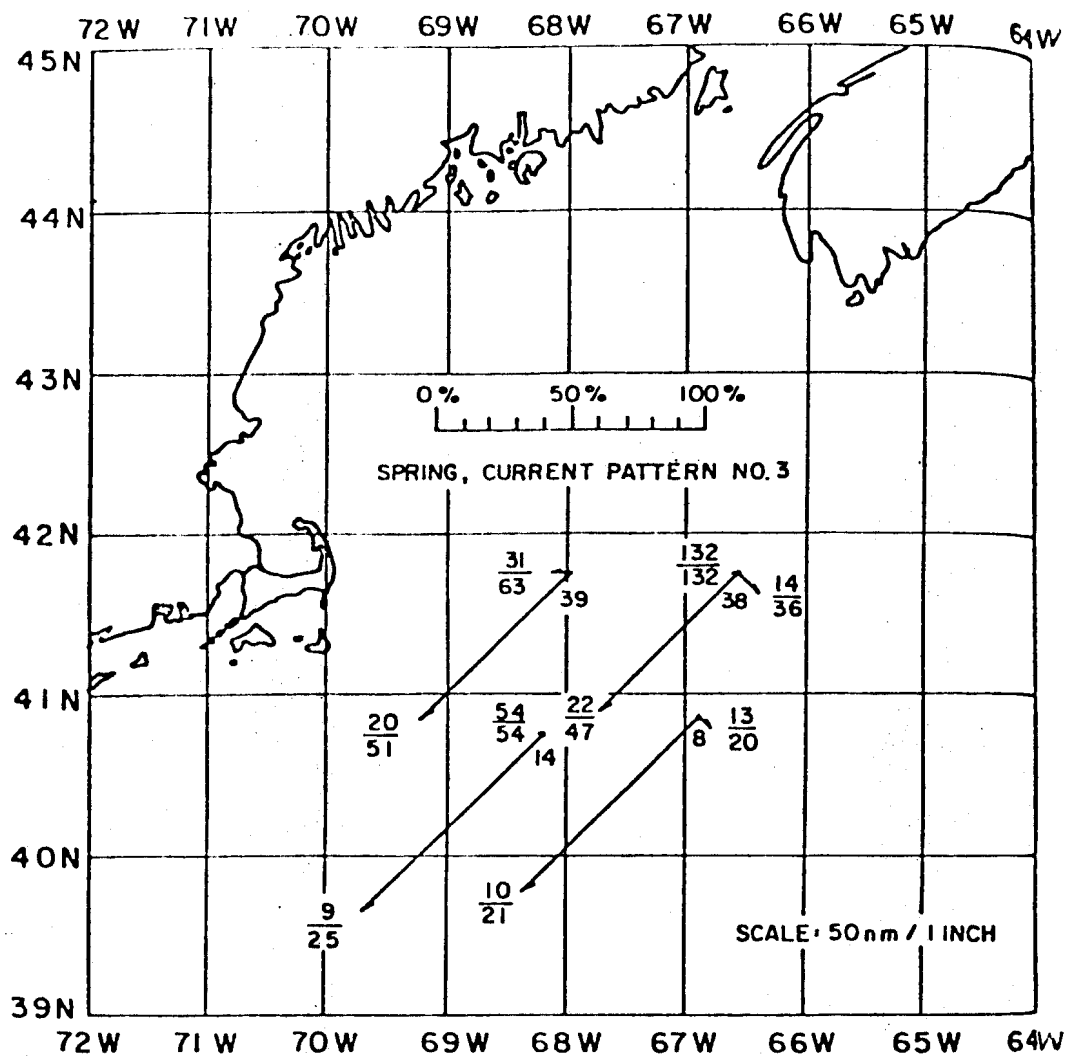 72W 71W 70W 69W 68W 67W 66W 65W 64W
45N
44N
43N
0% 50% 100%
SPRING, CURRENT PATTERN NO. 3
42N
31
63
39
132
132
38
14
36
41N
20
51
54
54
14
22
47
8
13
20
40N
9
25
10
21
SCALE: 50nm / 1 INCH
39N
72W 71W 70W 69W 68W 67W 66W 65W 64W